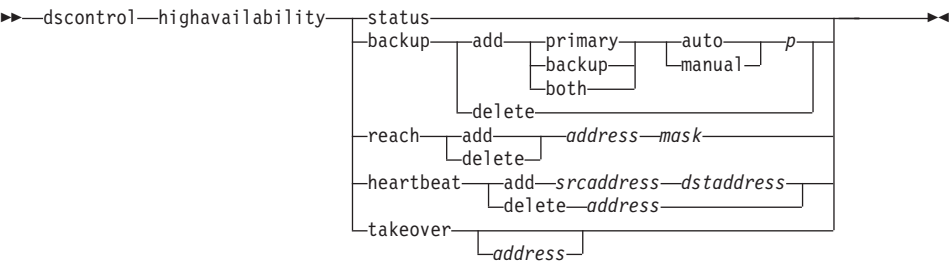 dscontrol highavailability status
backup add primary auto p
backup manual
both
delete
reach add address mask
delete
heartbeat add srcaddress dstaddress
delete address
takeover
address